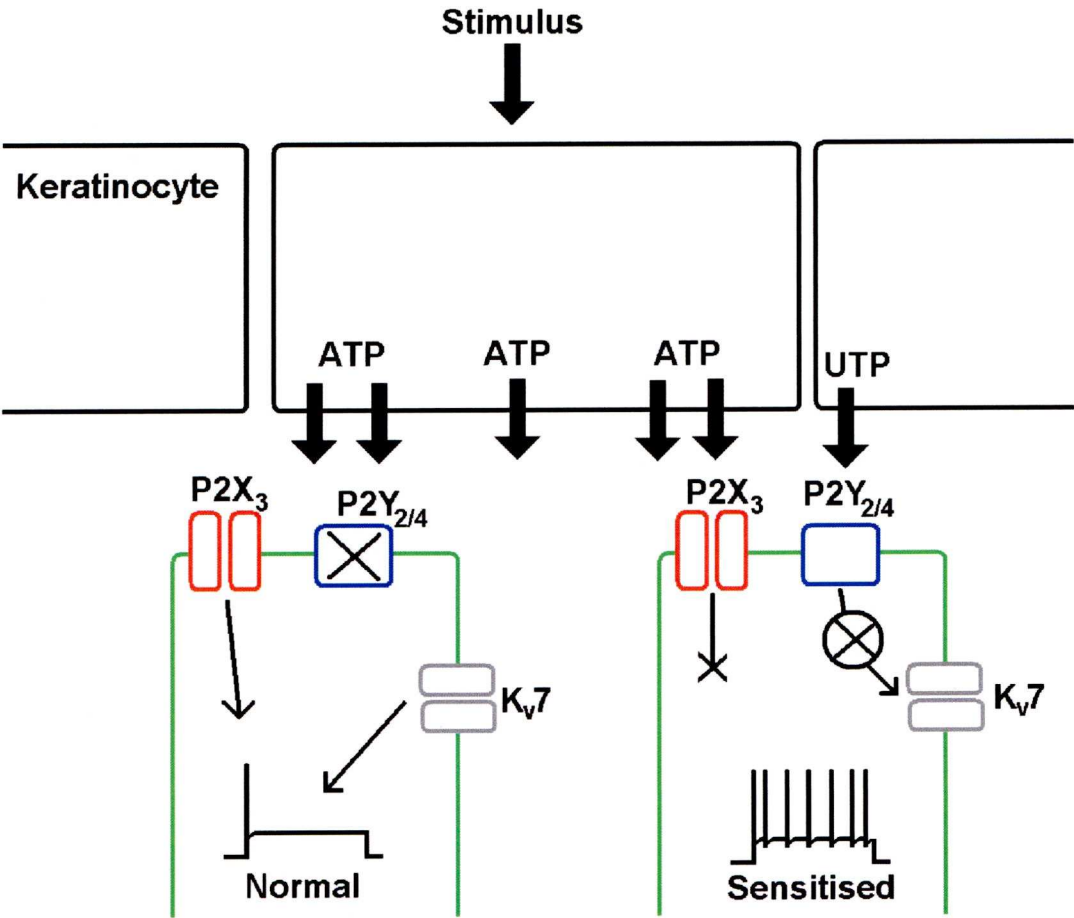 Stimulus
Keratinocyte
ATP ATP ATP UTP
P2X3 P2Y2/4 P2X3 P2Y2/4
Kv7 Kv7
Normal Sensitised